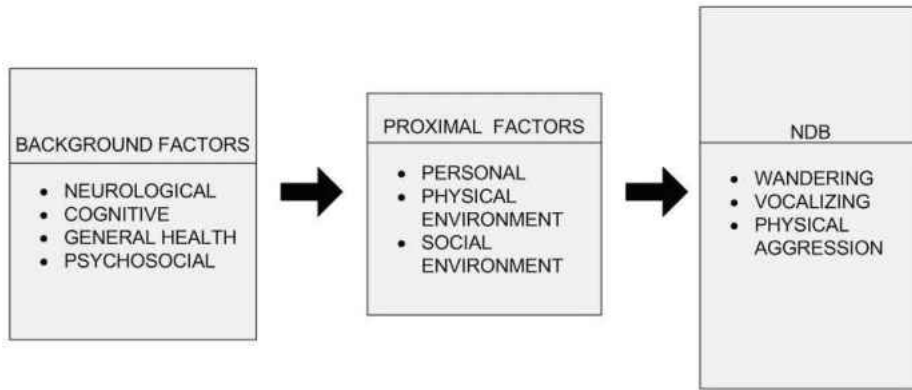 BACKGROUND FACTORS
• NEUROLOGICAL
• COGNITIVE
• GENERAL HEALTH
• PSYCHOSOCIAL
PROXIMAL FACTORS
• PERSONAL
• PHYSICAL
ENVIRONMENT
• SOCIAL
ENVIRONMENT
NDB
• WANDERING
• VOCALIZING
• PHYSICAL
AGGRESSION